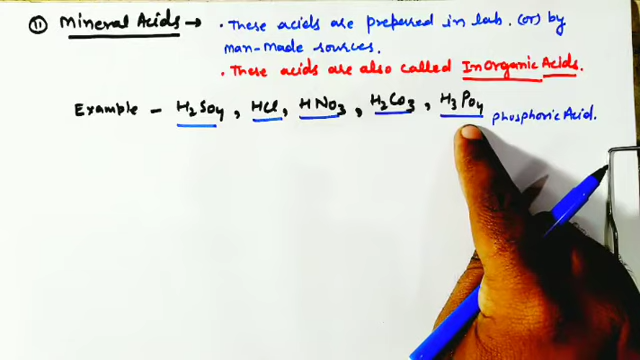 (ii) Mineral Acids → • These acids are prepared in lab. (or) by
man-made sources.
• These acids are also called InOrganic Acids.
Example - H₂SO₄, HCl, HNO₃, H₂CO₃, H₃PO₄ phosphoric Acid.